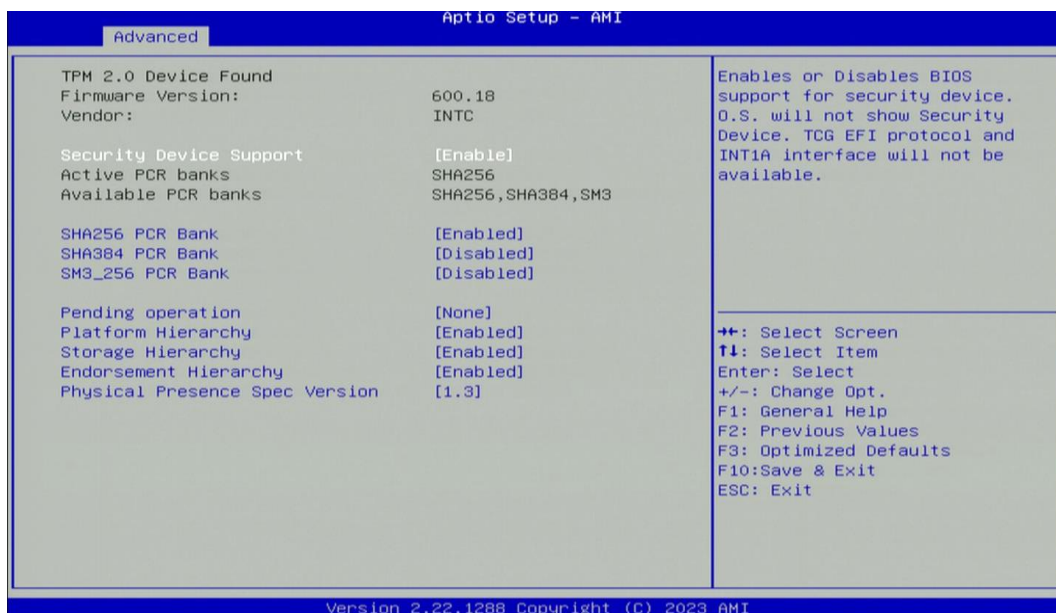 Aptio Setup - AMI
Advanced
TPM 2.0 Device Found
Firmware Version: 600.18
Vendor: INTC
Security Device Support [Enable]
Active PCR banks SHA256
Available PCR banks SHA256,SHA384,SM3
SHA256 PCR Bank [Enabled]
SHA384 PCR Bank [Disabled]
SM3_256 PCR Bank [Disabled]
Pending operation [None]
Platform Hierarchy [Enabled]
Storage Hierarchy [Enabled]
Endorsement Hierarchy [Enabled]
Physical Presence Spec Version [1.3]
Enables or Disables BIOS
support for security device.
O.S. will not show Security
Device. TCG EFI protocol and
INT1A interface will not be
available.
→←: Select Screen
↑↓: Select Item
Enter: Select
+/-: Change Opt.
F1: General Help
F2: Previous Values
F3: Optimized Defaults
F10:Save & Exit
ESC: Exit
Version 2.22.1288 Copyright (C) 2023 AMI